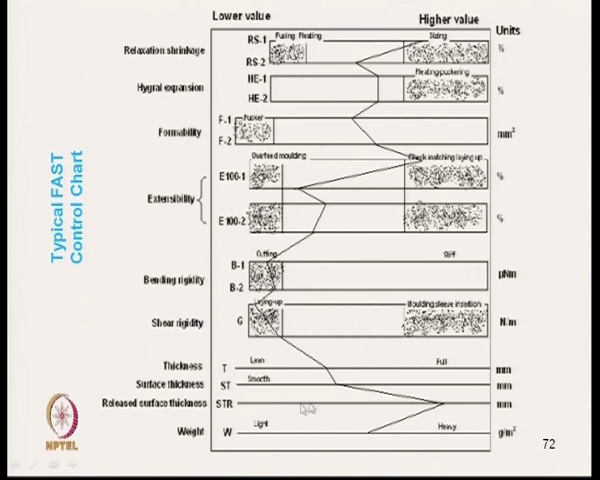 Lower value
Higher value
Units
Typical FAST
Control Chart
Relaxation shrinkage
RS-1
RS-2
Fusing Pleating
Sizing
%
Hygral expansion
HE-1
HE-2
Pleating puckering
%
Formability
F-1
F-2
Pucker
mm²
Extensibility
E100-1
Overfeed moulding
Check matching laying up
%
E100-2
%
Bending rigidity
B-1
B-2
Cutting
Stiff
µNm
Shear rigidity
G
Laying-up
Moulding sleeve insertion
N/m
Thickness
T
Lean
Full
mm
Surface thickness
ST
Smooth
mm
Released surface thickness
STR
mm
Weight
W
Light
Heavy
g/m²
NPTEL
72